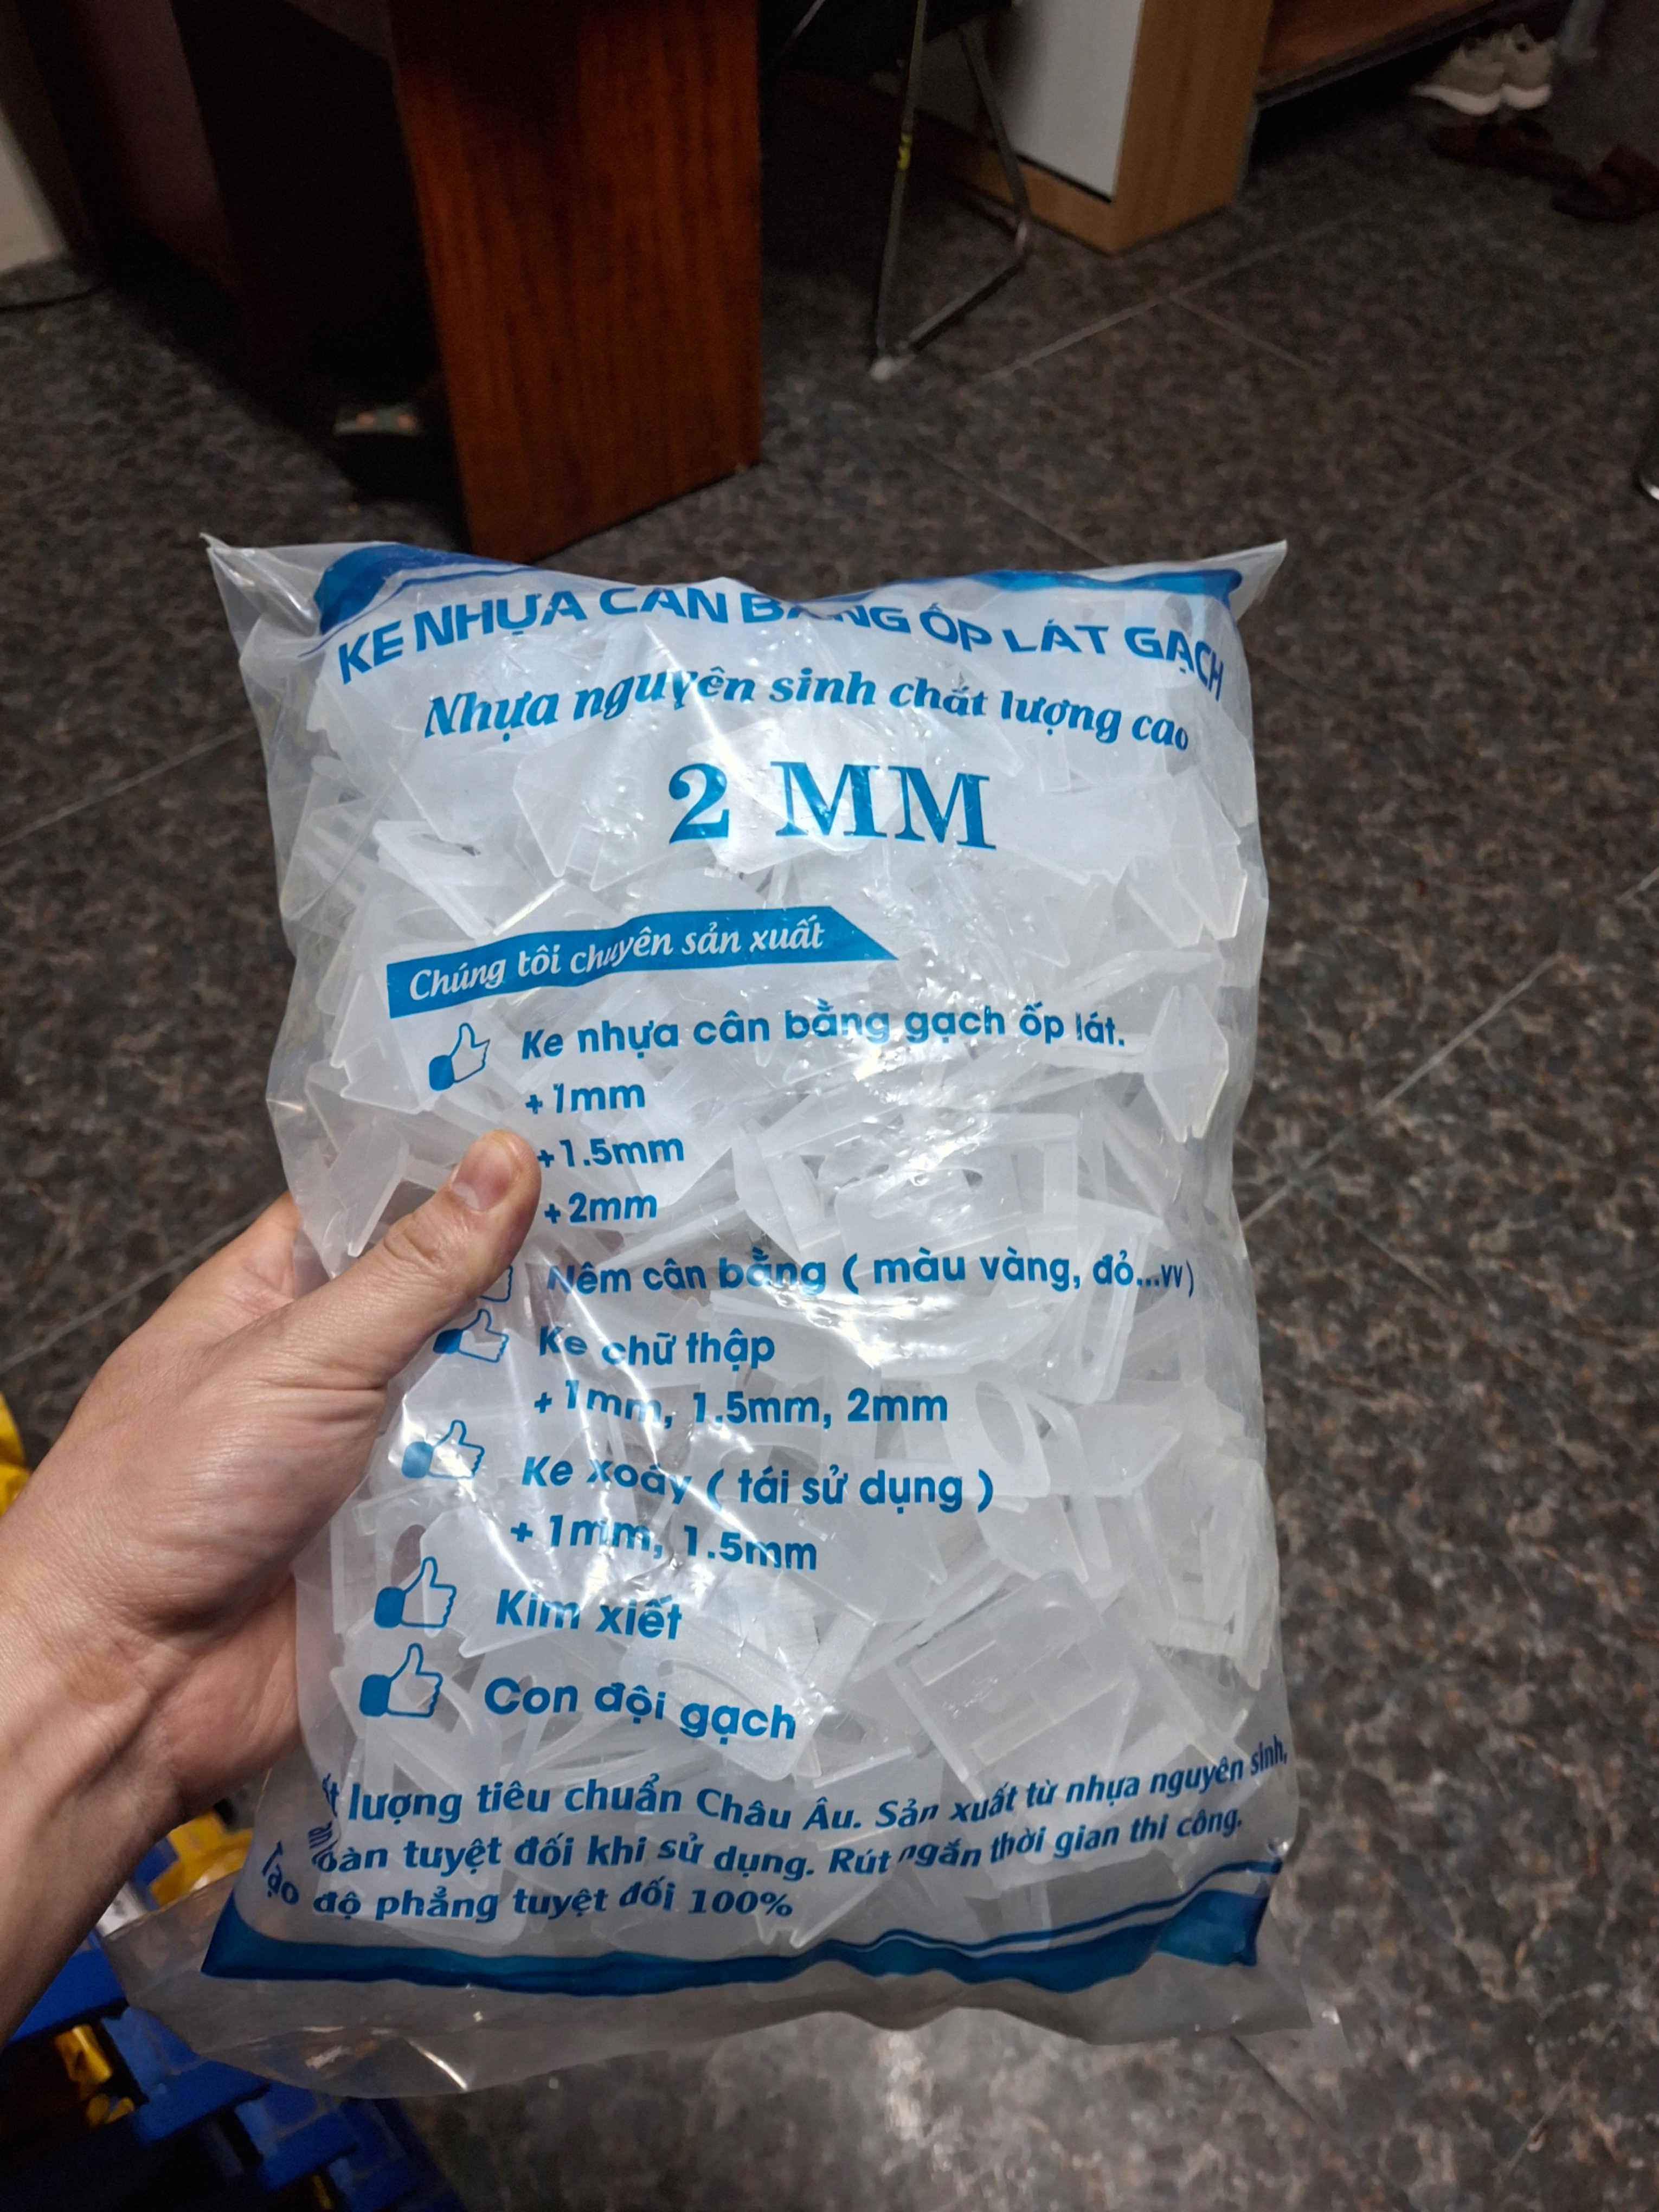 KE NHỰA CÂN BẰNG ỐP LÁT GẠCH
Nhựa nguyên sinh chất lượng cao
2 MM
Chúng tôi chuyên sản xuất
Ke nhựa cân bằng gạch ốp lát.
+1mm
+1.5mm
+2mm
Nêm cân bằng ( màu vàng, đỏ...vv)
Ke chữ thập
+ 1mm, 1.5mm, 2mm
Ke xoáy ( tái sử dụng )
+ 1mm, 1.5mm
Kim xiết
Con đội gạch
lượng tiêu chuẩn Châu Âu. Sản xuất từ nhựa nguyên sinh,
toàn tuyệt đối khi sử dụng. Rút ngắn thời gian thi công.
Tạo độ phẳng tuyệt đối 100%